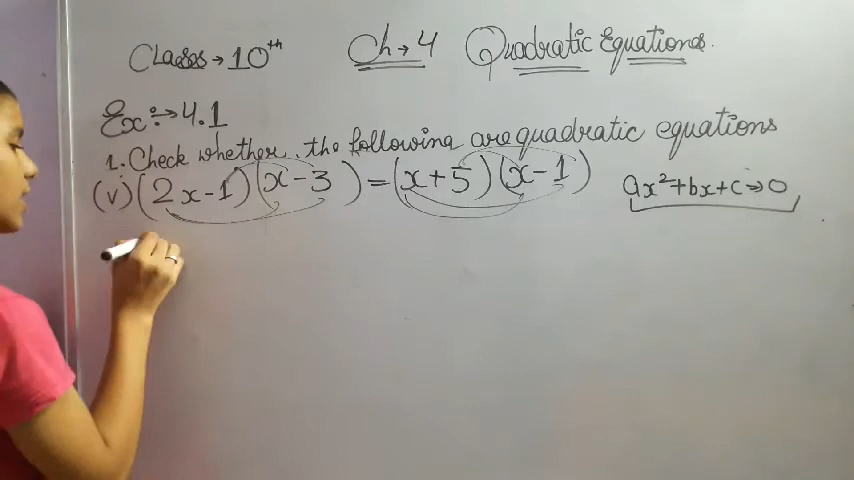 Classes → 10th
Ch → 4 Quadratic Equations.
Ex :→ 4.1
1. Check whether the following are quadratic equations
(v) (2x-1)(x-3) = (x+5)(x-1)
ax²+bx+c ⇒ 0